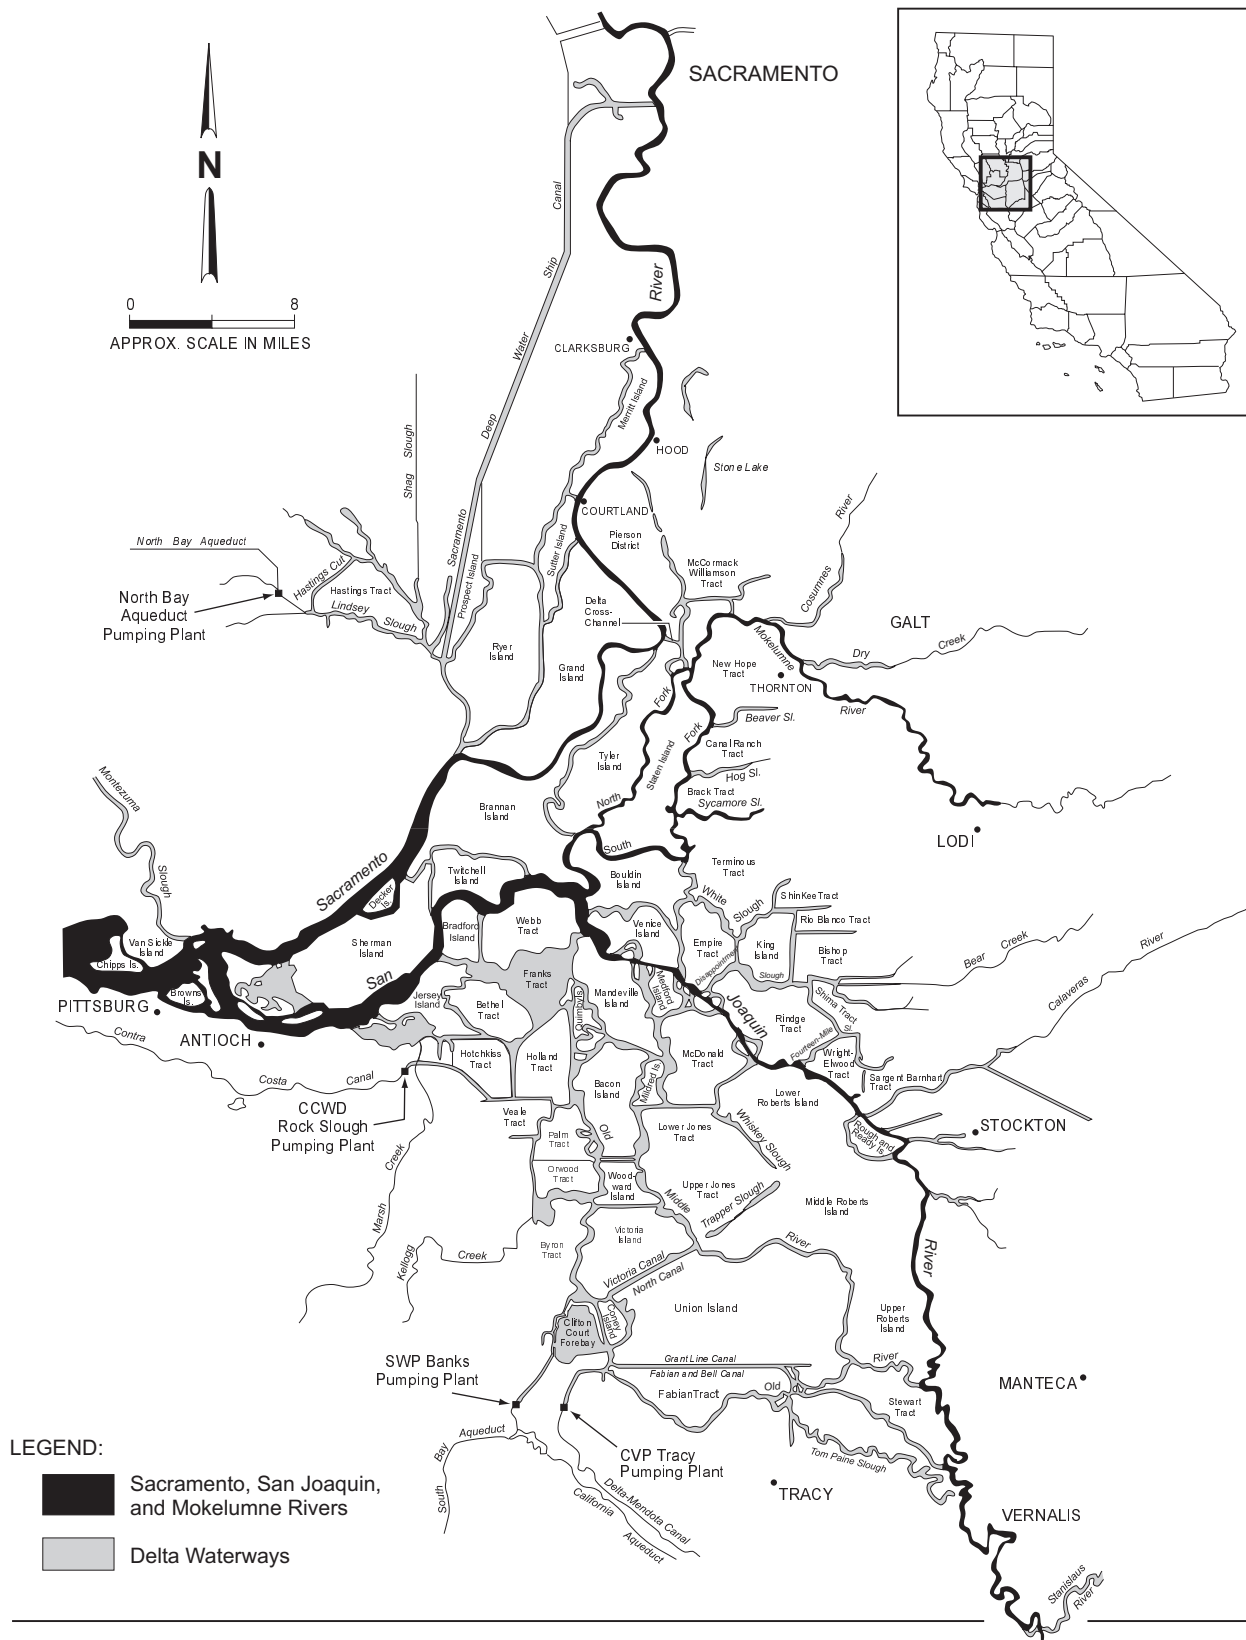 SACRAMENTO
N
0
8
APPROX. SCALE IN MILES
Canal
Ship
Water
Deep
Sacramento
River
CLARKSBURG
Merritt Island
HOOD
Stone Lake
Shag Slough
COURTLAND
Pierson
District
Sutter Island
Prospect Island
North Bay Aqueduct
Hastings Cut
Hastings Tract
Lindsey
Slough
North Bay
Aqueduct
Pumping Plant
McCormack
Williamson
Tract
Cosumnes
River
Delta
Cross-
Channel
GALT
Dry
Creek
Mokelumne
River
New Hope
Tract
THORNTON
Ryer
Island
Grand
Island
Fork
Fork
Beaver Sl.
Canal Ranch
Tract
Hog Sl.
Brack Tract
Sycamore Sl.
Staten Island
Tyler
Island
North
South
Brannan
Island
LODI
Montezuma
Slough
Sacramento
Decker
Is.
Twitchell
Island
Bouldin
Island
Terminous
Tract
White
Slough
ShinKee Tract
Rio Blanco Tract
Bishop
Tract
King
Island
Empire
Tract
Venice
Island
Webb
Tract
Bradford
Island
Sherman
Island
Van Sickle
Island
Chipps Is.
Browns
Is.
PITTSBURG
ANTIOCH
San
Joaquin
River
Franks
Tract
Jersey
Island
Bethel
Tract
Quimby Is.
Mandeville
Island
Medford
Island
Disappointment
Slough
Bear Creek
Calaveras
River
Shima Tract
Sl.
Rindge
Tract
Fourteen-Mile
Wright-
Elwood
Tract
Sargent Barnhart
Tract
Contra
Costa
Canal
CCWD
Rock Slough
Pumping Plant
Hotchkiss
Tract
Holland
Tract
McDonald
Tract
Mildred Is.
Bacon
Island
Lower
Roberts Island
Rough and
Ready Is.
STOCKTON
Veale
Tract
Palm
Tract
Orwood
Tract
Old
Wood-
ward
Island
Lower Jones
Tract
Whiskey Slough
Upper Jones
Tract
Trapper Slough
Middle
River
Middle Roberts
Island
Marsh
Creek
Kellogg
Creek
Byron
Tract
Victoria
Island
Victoria Canal
North Canal
Union Island
Coney
Island
Clifton
Court
Forebay
Upper
Roberts
Island
SWP Banks
Pumping Plant
Grant Line Canal
Fabian and Bell Canal
Fabian Tract
Old
River
Stewart
Tract
MANTECA
Tom Paine Slough
South
Bay
Aqueduct
CVP Tracy
Pumping Plant
Delta-Mendota Canal
California
Aqueduct
TRACY
VERNALIS
Stanislaus
River
LEGEND:
Sacramento, San Joaquin,
and Mokelumne Rivers
Delta Waterways